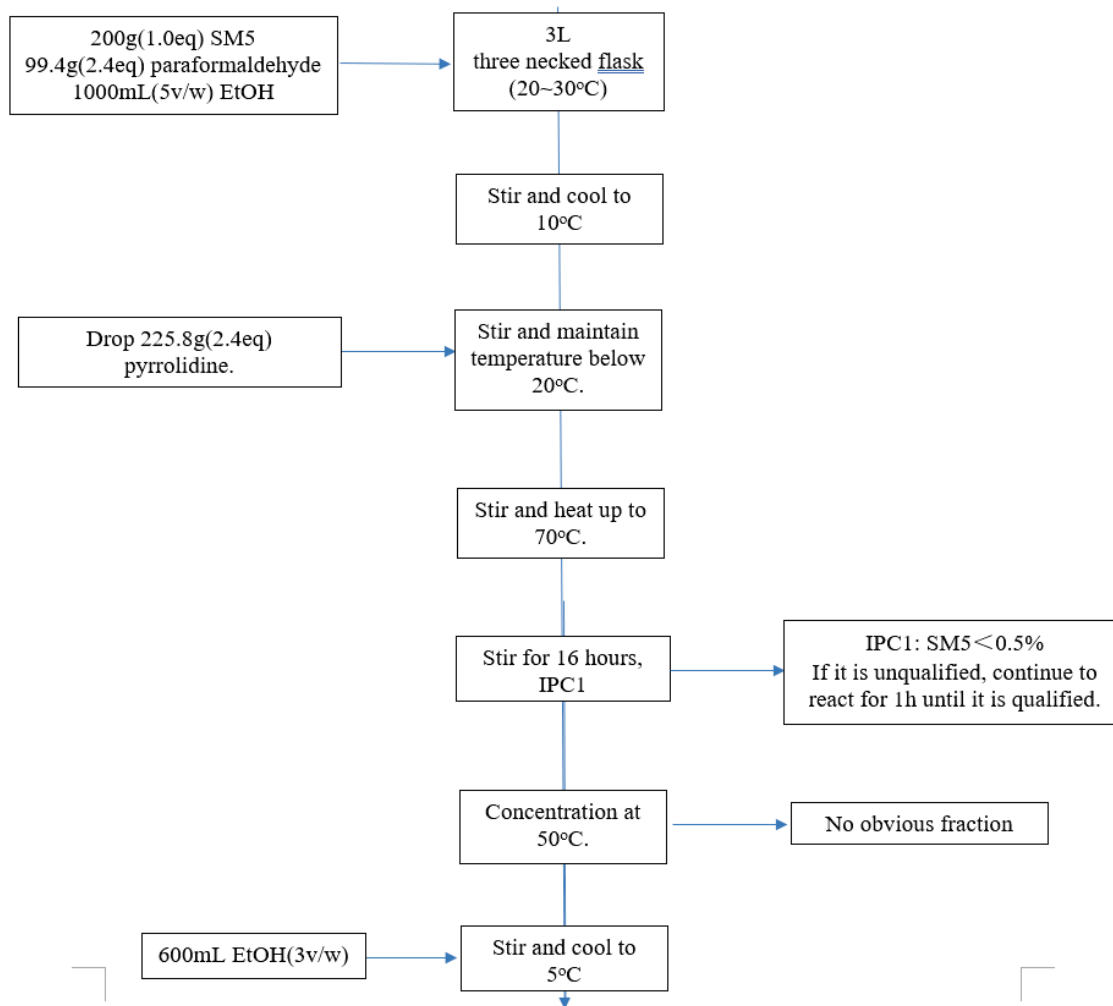 200g(1.0eq) SM5
99.4g(2.4eq) paraformaldehyde
1000mL(5v/w) EtOH
3L
three necked flask
(20~30°C)
Stir and cool to
10°C
Drop 225.8g(2.4eq)
pyrrolidine.
Stir and maintain
temperature below
20°C.
Stir and heat up to
70°C.
Stir for 16 hours,
IPC1
IPC1: SM5＜0.5%
If it is unqualified, continue to
react for 1h until it is qualified.
Concentration at
50°C.
No obvious fraction
600mL EtOH(3v/w)
Stir and cool to
5°C